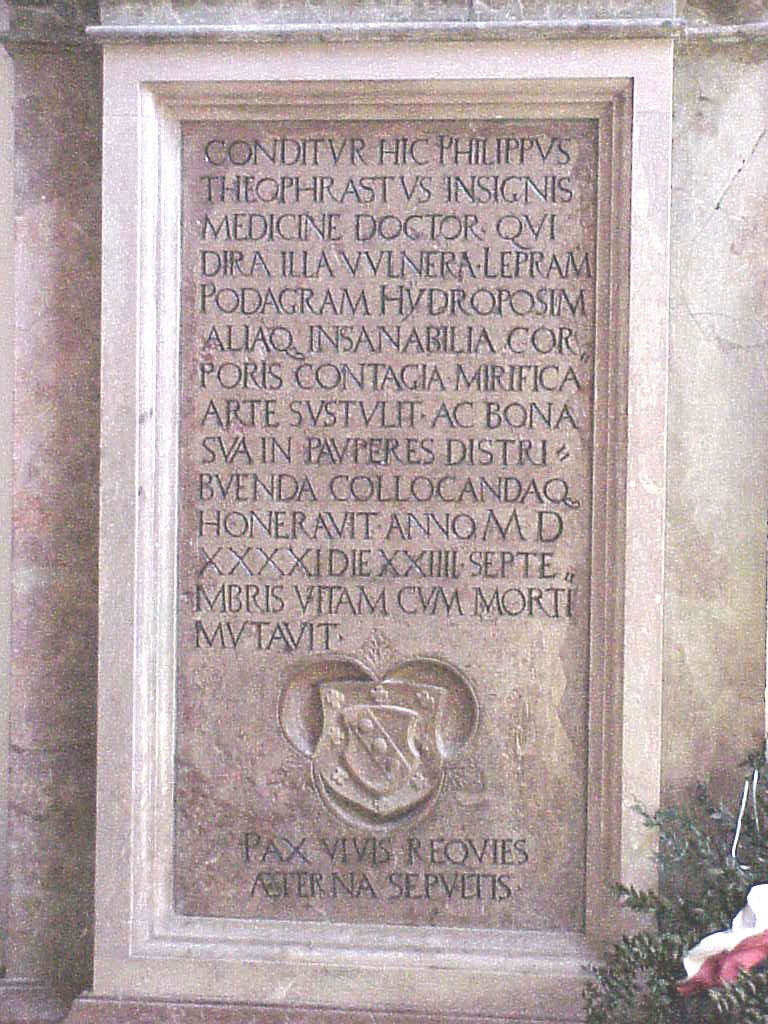 CONDITVR HIC PHILIPPVS
THEOPHRASTVS INSIGNIS
MEDICINE DOCTOR· QVI
DIRA ILLA VVLNERA·LEPRAM
PODAGRAM HYDROPOSIM
ALIAQ, INSANABILIA COR„
PORIS CONTAGIA MIRIFICA
ARTE SVSTVLIT· AC BONA
SVA IN PAVPERES DISTRI=
BVENDA COLLOCANDAQ,
HONERAVIT· ANNO·M D
XXXXI DIE XXIIII·SEPTE„
MBRIS VITAM CVM MORTE
MVTAVIT·
PAX VIVIS REQVIES
ÆTERNA SEPVLTIS·